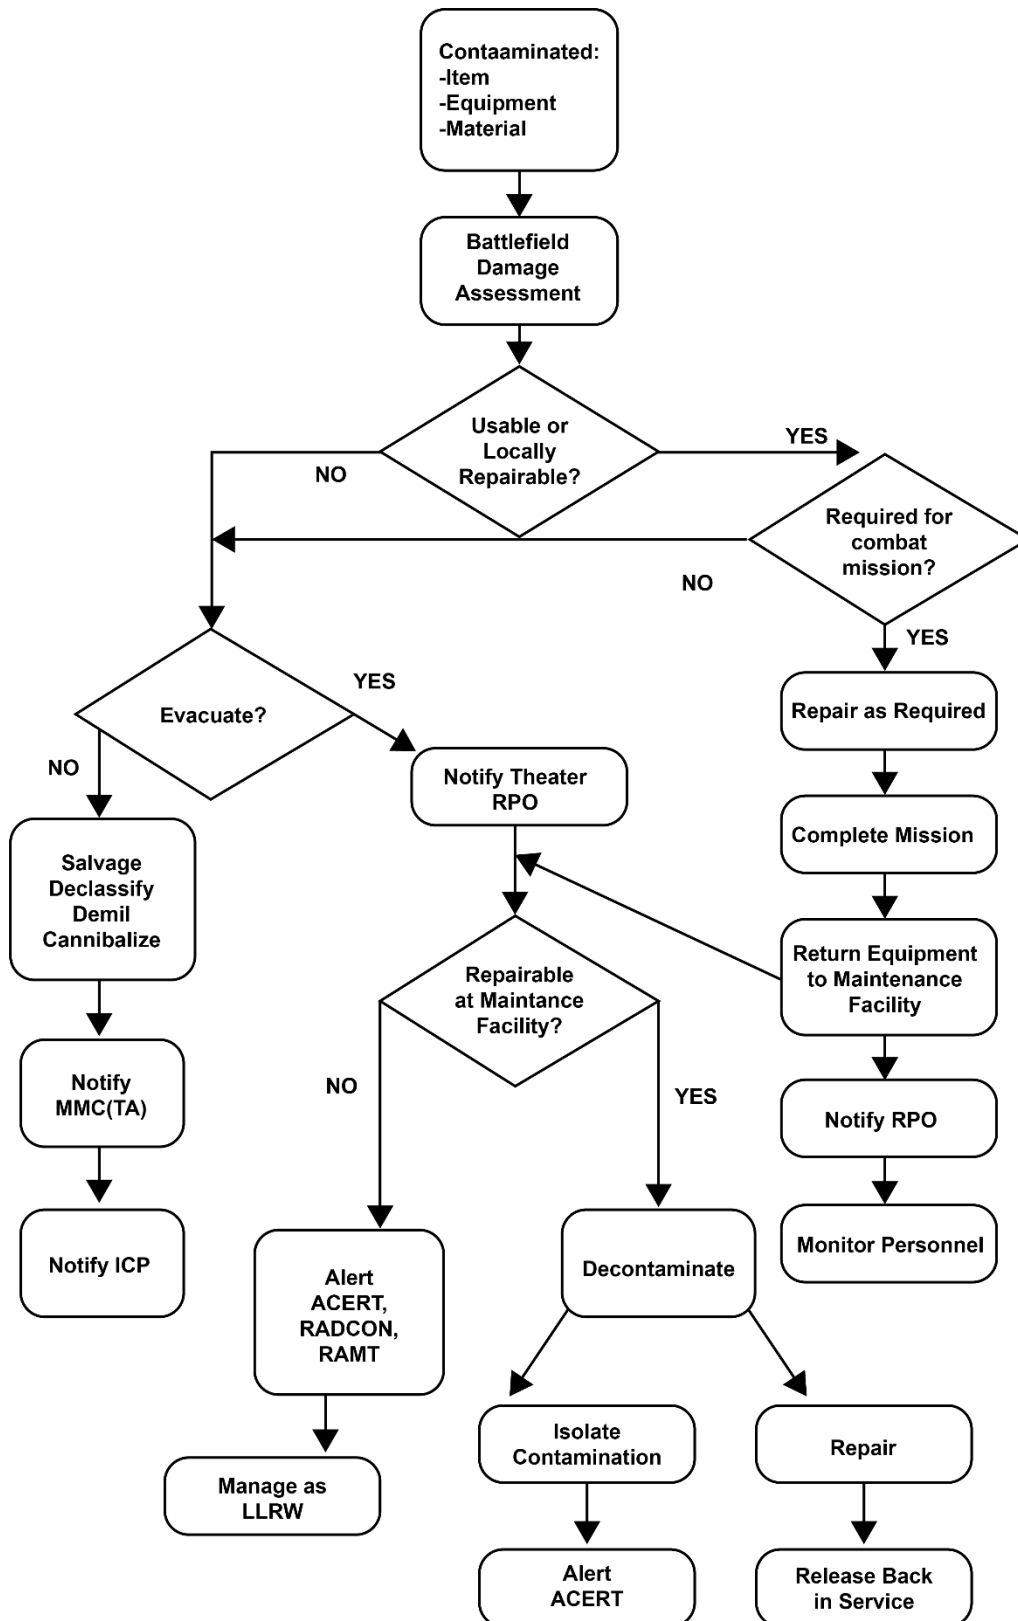 Contaaminated:
-Item
-Equipment
-Material
Battlefield
Damage
Assessment
Usable or
Locally
Repairable?
YES
NO
Required for
combat
mission?
NO
YES
Evacuate?
YES
NO
Repair as Required
Notify Theater
RPO
Complete Mission
Salvage
Declassify
Demil
Cannibalize
Return Equipment
to Maintenance
Facility
Repairable
at Maintance
Facility?
NO
YES
Notify
MMC(TA)
Notify RPO
Notify ICP
Monitor Personnel
Alert
ACERT,
RADCON,
RAMT
Decontaminate
Isolate
Contamination
Repair
Manage as
LLRW
Alert
ACERT
Release Back
in Service